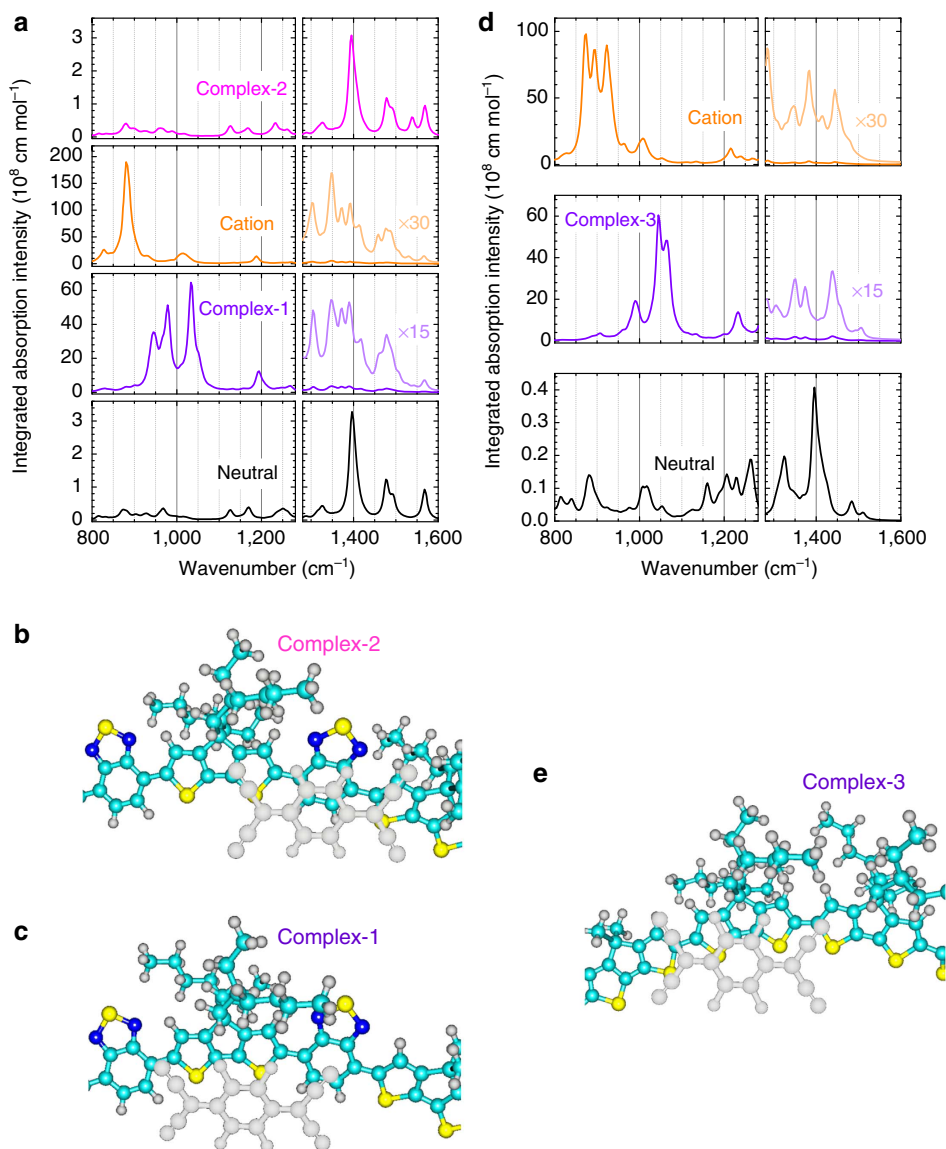 a
Integrated absorption intensity (10⁸ cm mol⁻¹)
3
2
1
0
Complex-2
200
150
100
50
0
Cation
×30
60
40
20
0
Complex-1
×15
3
2
1
0
Neutral
800 1,000 1,200 1,400 1,600
Wavenumber (cm⁻¹)
d
Integrated absorption intensity (10⁸ cm mol⁻¹)
100
50
0
Cation
×30
60
40
20
0
Complex-3
×15
0.4
0.3
0.2
0.1
0.0
Neutral
800 1,000 1,200 1,400 1,600
Wavenumber (cm⁻¹)
b
Complex-2
c
Complex-1
e
Complex-3